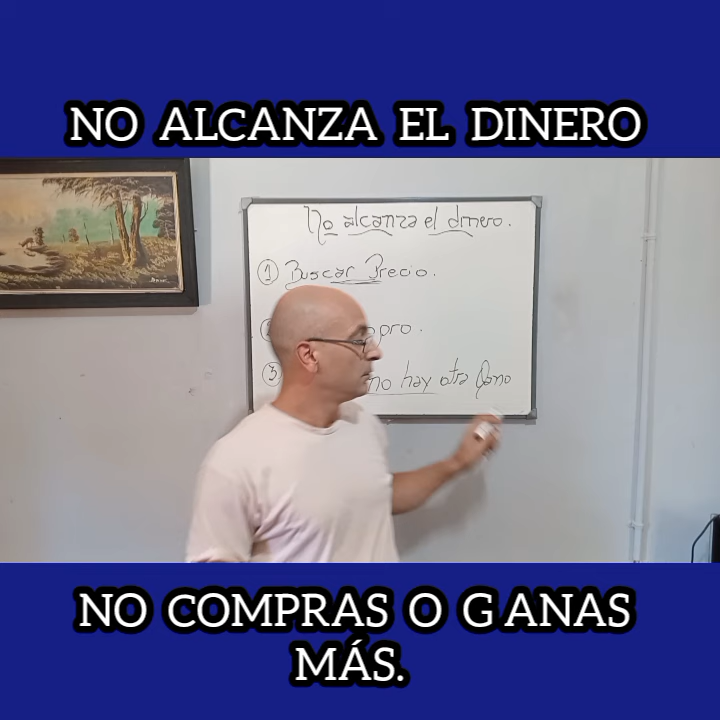 NO ALCANZA EL DINERO
No alcanza el dinero.
1 Buscar Precio.
pro.
3 no hay otra Gano
NO COMPRAS O GANAS
MÁS.